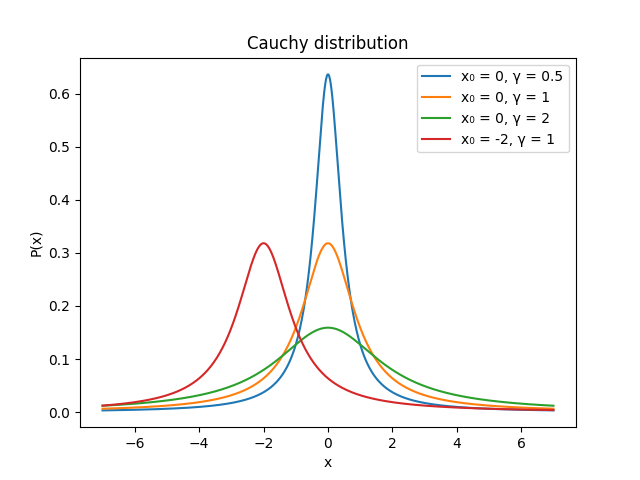 Cauchy distribution
x₀ = 0, γ = 0.5
x₀ = 0, γ = 1
x₀ = 0, γ = 2
x₀ = -2, γ = 1
P(x)
0.6
0.5
0.4
0.3
0.2
0.1
0.0
−6 −4 −2 0 2 4 6
x